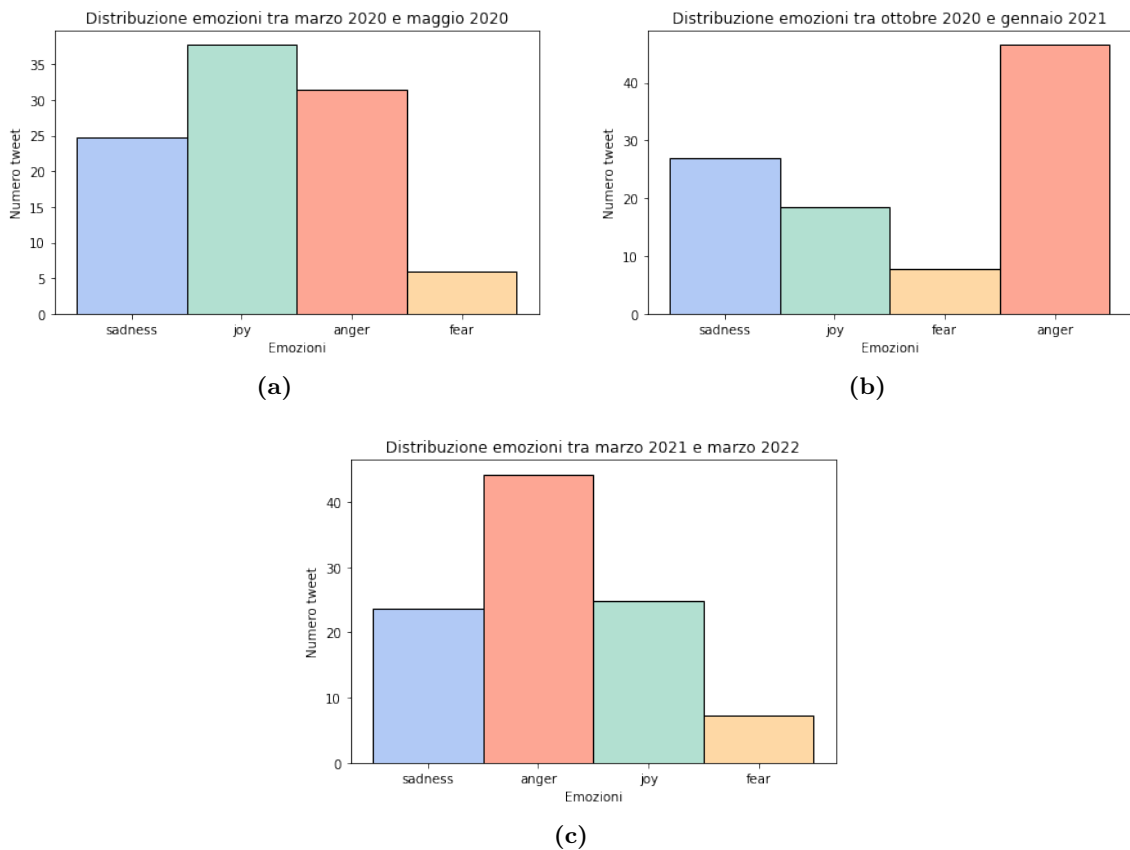 Distribuzione emozioni tra marzo 2020 e maggio 2020
35
30
25
20
15
10
5
0
Numero tweet
sadness joy anger fear
Emozioni
(a)
Distribuzione emozioni tra ottobre 2020 e gennaio 2021
40
30
20
10
0
Numero tweet
sadness joy fear anger
Emozioni
(b)
Distribuzione emozioni tra marzo 2021 e marzo 2022
40
30
20
10
0
Numero tweet
sadness anger joy fear
Emozioni
(c)